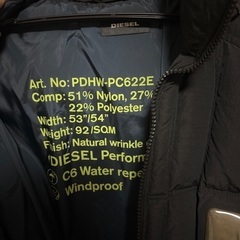 DIESEL
Art. No: PDHW-PC622E
Comp: 51% Nylon, 27%
22% Polyester
Width: 53"/54"
Weight: 92/SQ.M
Finish: Natural wrinkle
DIESEL Perform
C6 Water repe
Windproof